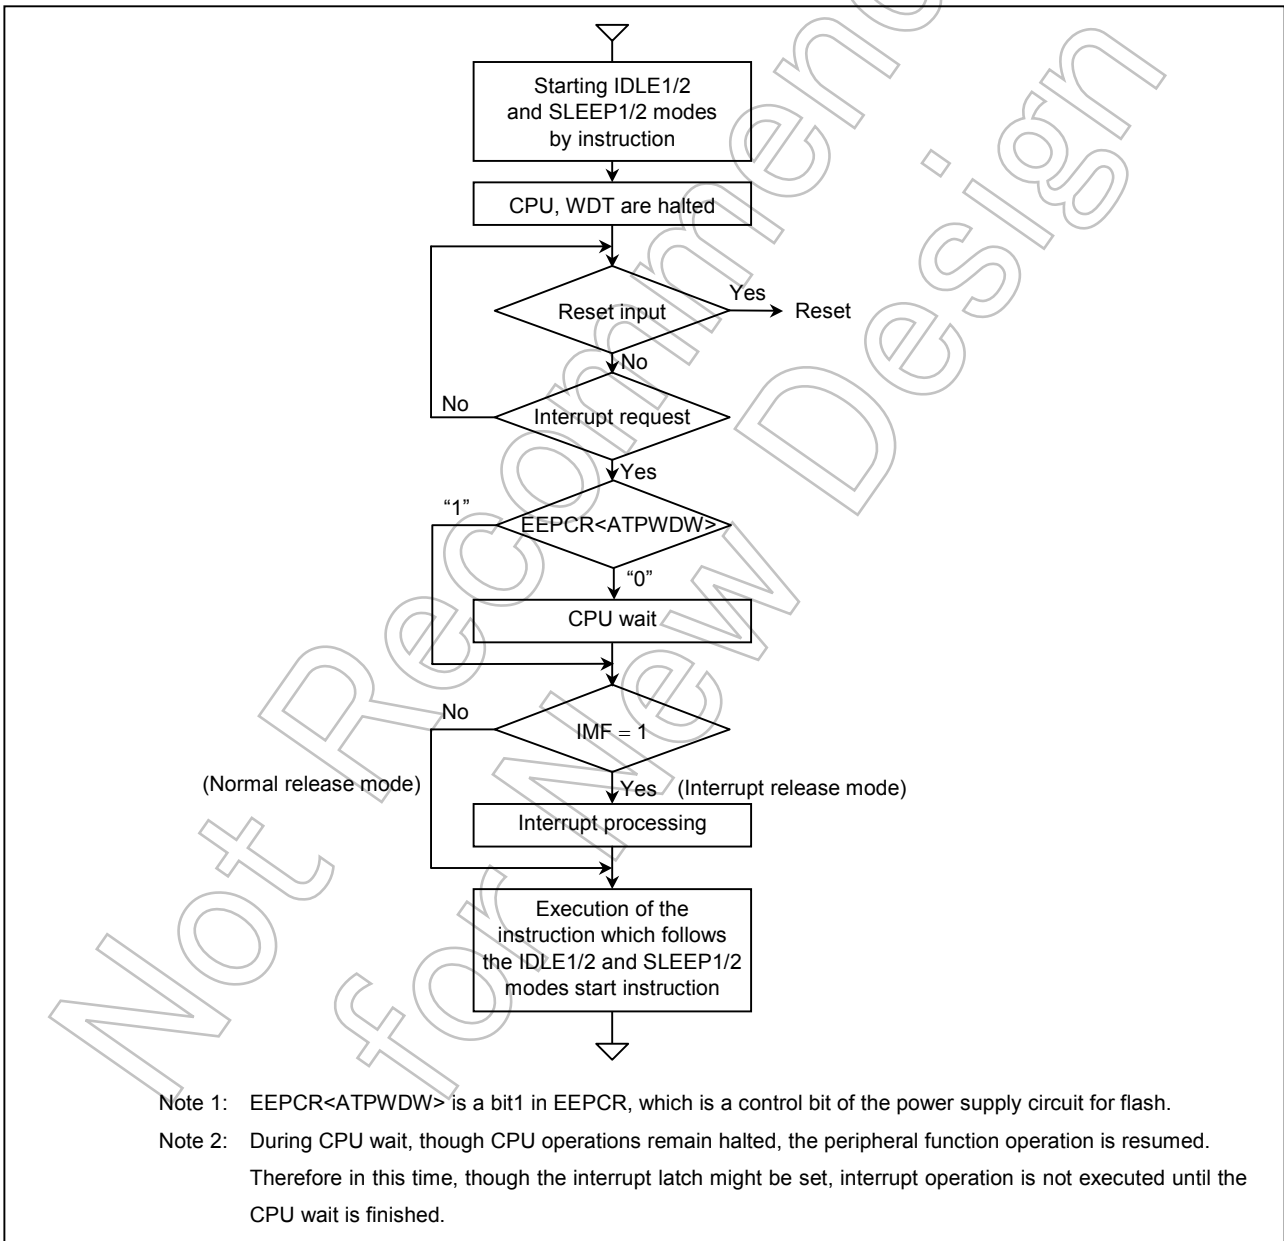 Starting IDLE1/2
and SLEEP1/2 modes
by instruction
CPU, WDT are halted
Reset input
Yes
Reset
No
Interrupt request
No
Yes
EEPCR<ATPWDW>
“1”
“0”
CPU wait
IMF = 1
No
(Normal release mode)
Yes (Interrupt release mode)
Interrupt processing
Execution of the
instruction which follows
the IDLE1/2 and SLEEP1/2
modes start instruction
Note 1: EEPCR<ATPWDW> is a bit1 in EEPCR, which is a control bit of the power supply circuit for flash.
Note 2: During CPU wait, though CPU operations remain halted, the peripheral function operation is resumed.
Therefore in this time, though the interrupt latch might be set, interrupt operation is not executed until the
CPU wait is finished.
Not Recommend
for New Design